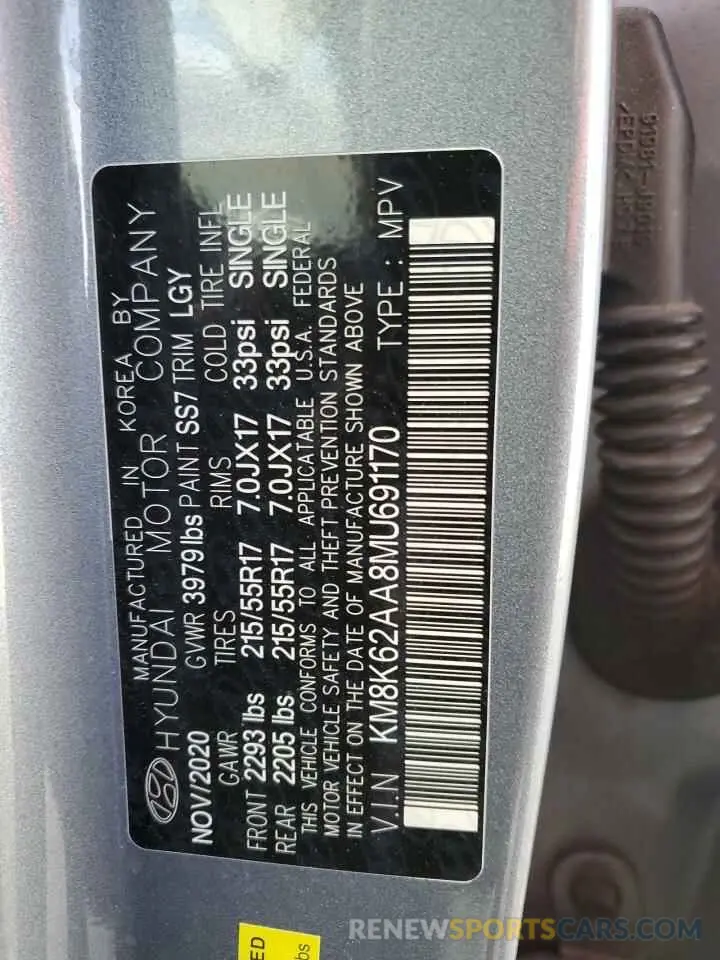 MANUFACTURED IN KOREA BY
HYUNDAI MOTOR COMPANY
NOV/2020 GVWR 3979 lbs PAINT SS7 TRIM LGY
GAWR TIRES RIMS COLD TIRE INFL
FRONT 2293 lbs 215/55R17 7.0JX17 33psi SINGLE
REAR 2205 lbs 215/55R17 7.0JX17 33psi SINGLE
THIS VEHICLE CONFORMS TO ALL APPLICATABLE U.S.A. FEDERAL
MOTOR VEHICLE SAFETY AND THEFT PREVENTION STANDARDS
IN EFFECT ON THE DATE OF MANUFACTURE SHOWN ABOVE
V.I.N KM8K62AA8MU691170 TYPE : MPV
RENEWSPORTSCARS.COM